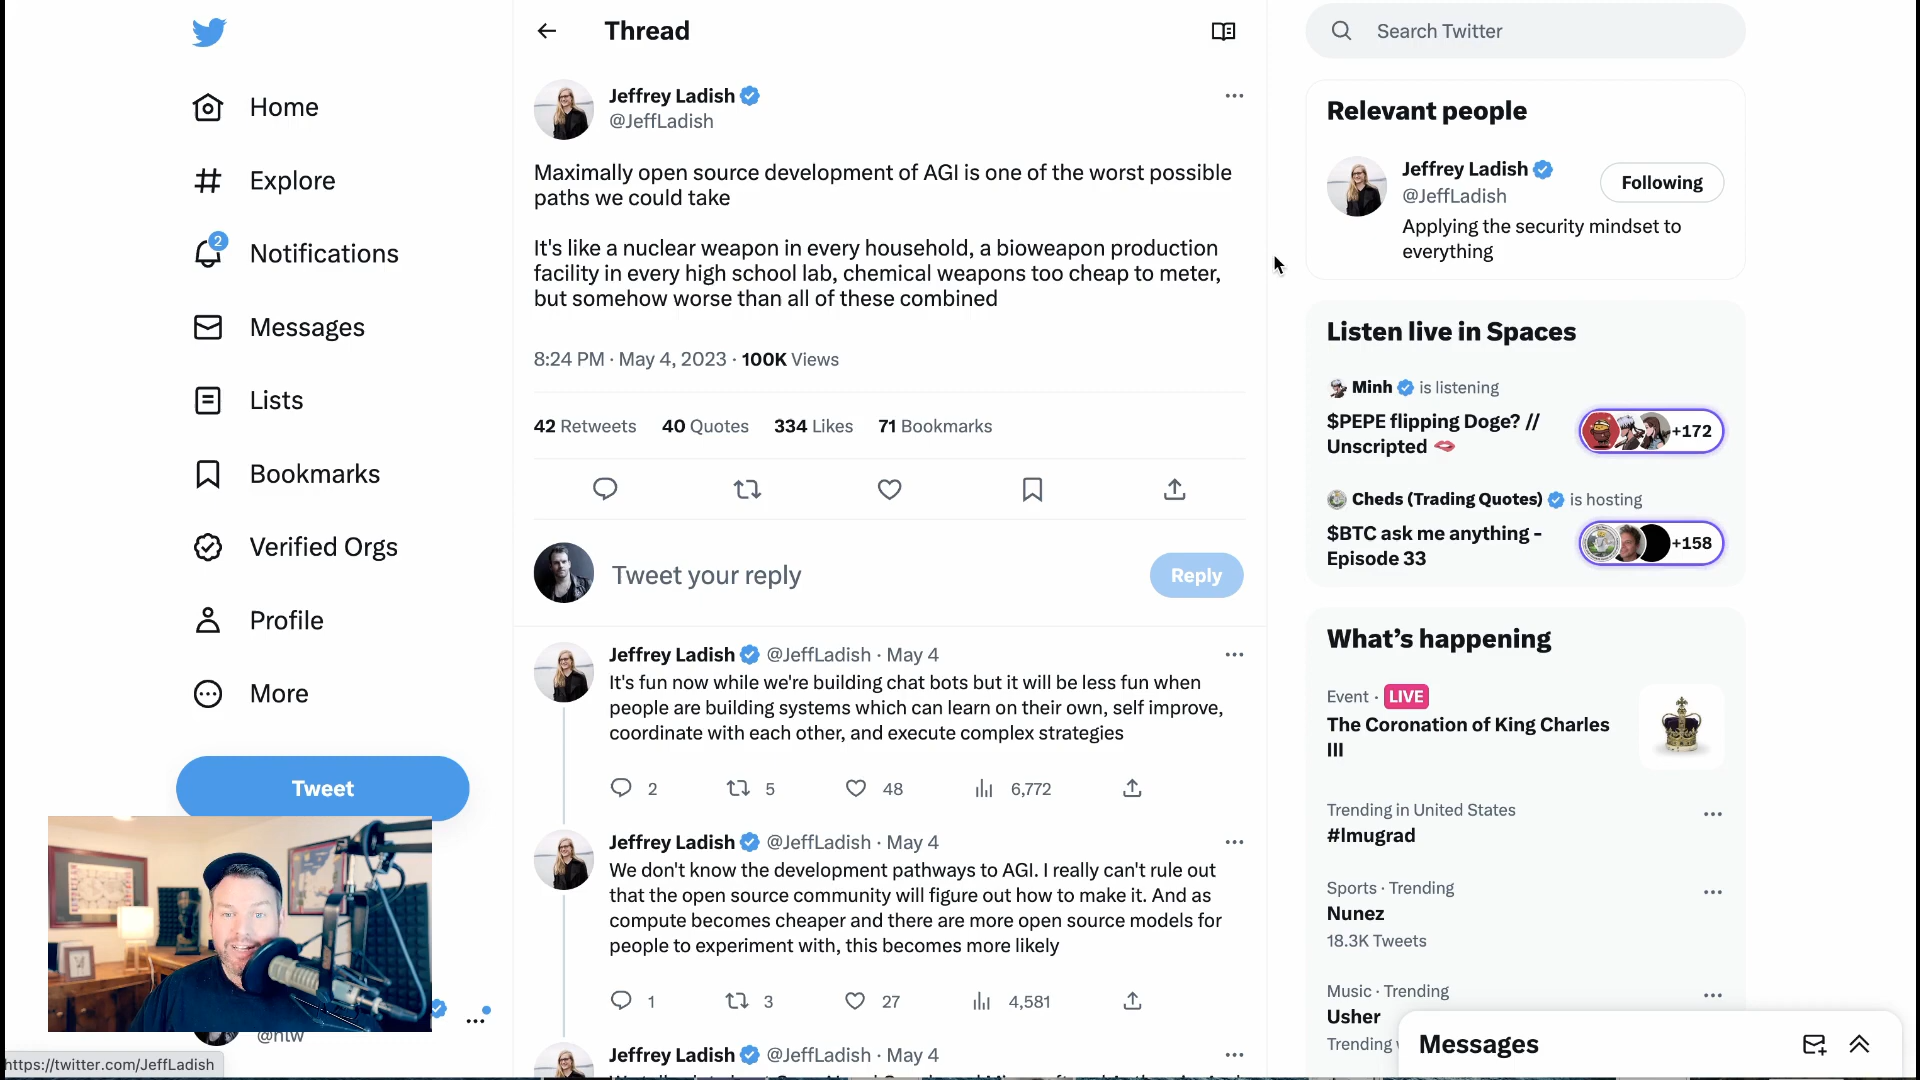 Home
Explore
2
Notifications
Messages
Lists
Bookmarks
Verified Orgs
Profile
More
Tweet
https://twitter.com/JeffLadish
Thread
Jeffrey Ladish
@JeffLadish
Maximally open source development of AGI is one of the worst possible
paths we could take
It's like a nuclear weapon in every household, a bioweapon production
facility in every high school lab, chemical weapons too cheap to meter,
but somehow worse than all of these combined
8:24 PM · May 4, 2023 · 100K Views
42 Retweets 40 Quotes 334 Likes 71 Bookmarks
Tweet your reply
Reply
Jeffrey Ladish @JeffLadish · May 4
It's fun now while we're building chat bots but it will be less fun when
people are building systems which can learn on their own, self improve,
coordinate with each other, and execute complex strategies
2 5 48 6,772
Jeffrey Ladish @JeffLadish · May 4
We don't know the development pathways to AGI. I really can't rule out
that the open source community will figure out how to make it. And as
compute becomes cheaper and there are more open source models for
people to experiment with, this becomes more likely
1 3 27 4,581
Jeffrey Ladish @JeffLadish · May 4
Search Twitter
Relevant people
Jeffrey Ladish
@JeffLadish
Following
Applying the security mindset to
everything
Listen live in Spaces
Minh is listening
$PEPE flipping Doge? //
Unscripted
+172
Cheds (Trading Quotes) is hosting
$BTC ask me anything -
Episode 33
+158
What's happening
Event · LIVE
The Coronation of King Charles
III
Trending in United States
#lmugrad
Sports · Trending
Nunez
18.3K Tweets
Music · Trending
Usher
Trending
Messages